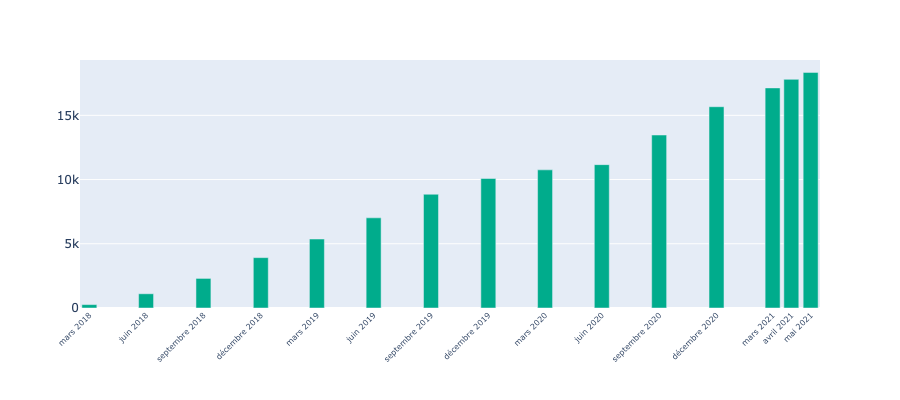 15k
10k
5k
0
mars 2018
juin 2018
septembre 2018
décembre 2018
mars 2019
juin 2019
septembre 2019
décembre 2019
mars 2020
juin 2020
septembre 2020
décembre 2020
mars 2021
avril 2021
mai 2021